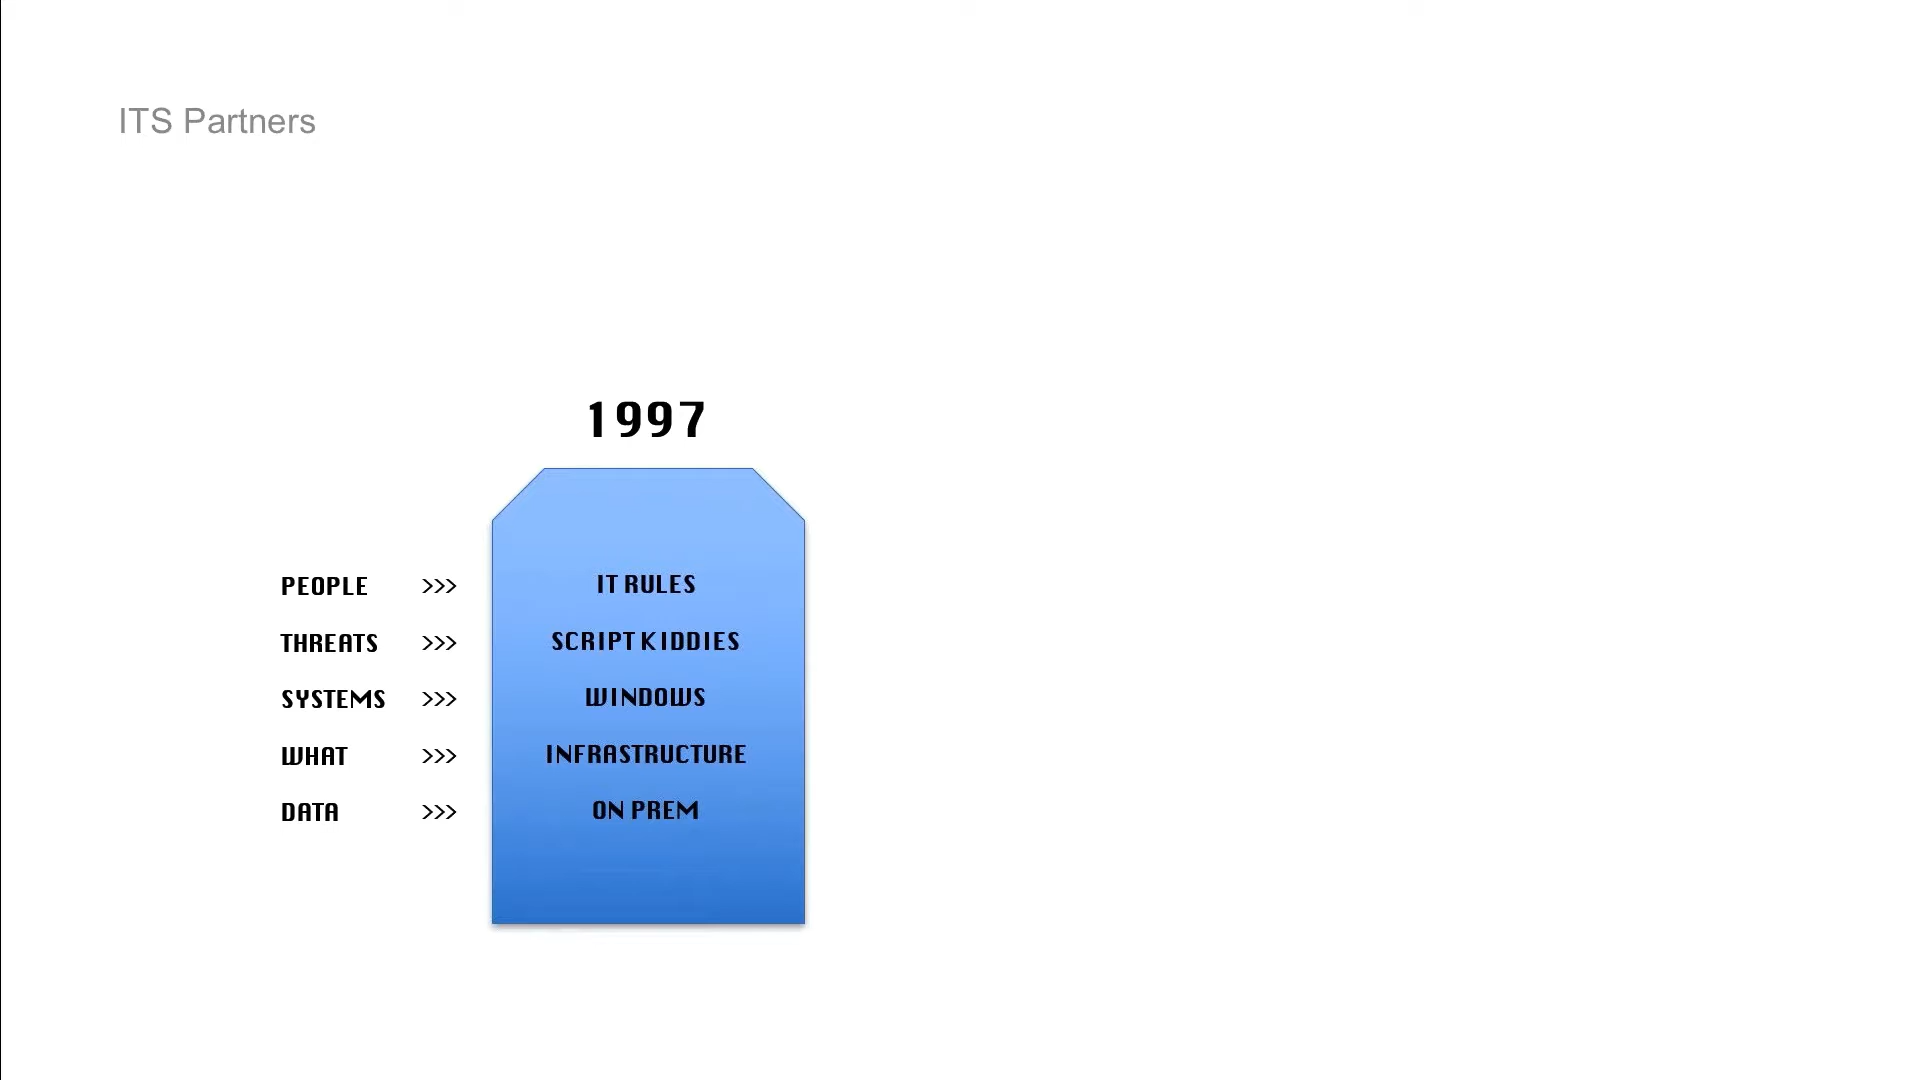 ITS Partners
1997
PEOPLE >>> IT RULES
THREATS >>> SCRIPT KIDDIES
SYSTEMS >>> WINDOWS
WHAT >>> INFRASTRUCTURE
DATA >>> ON PREM